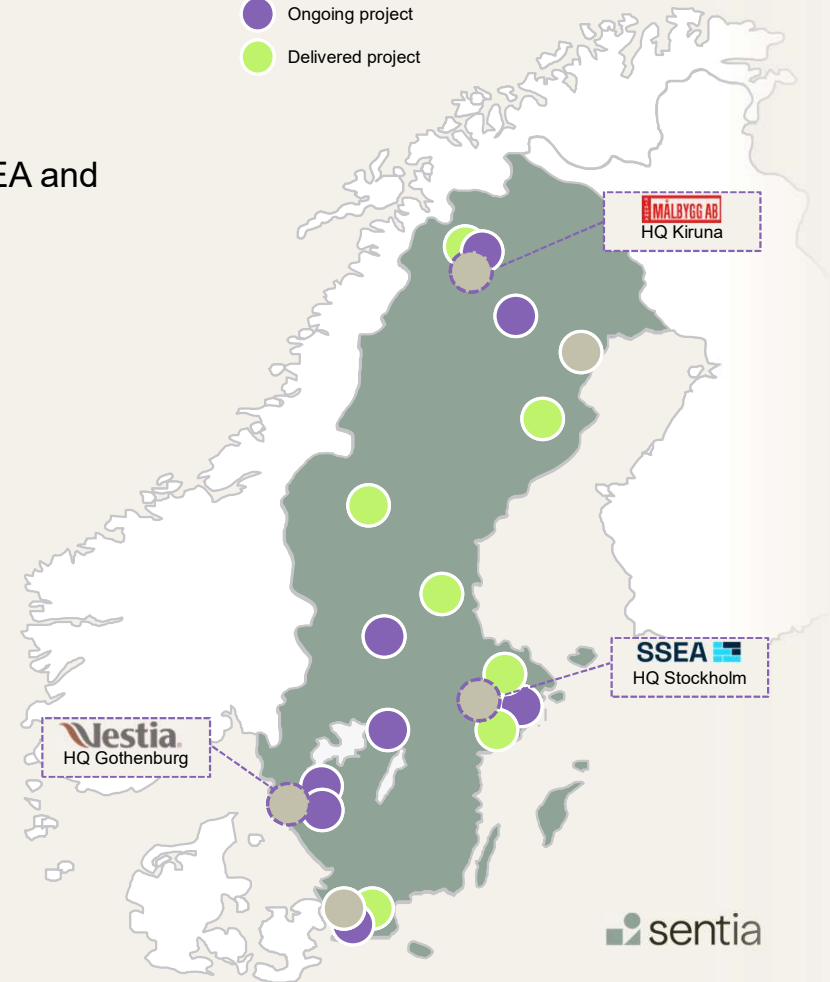 Ongoing project
Delivered project
EA and
MÅLBYGG AB
HQ Kiruna
SSEA
HQ Stockholm
Vestia
HQ Gothenburg
sentia